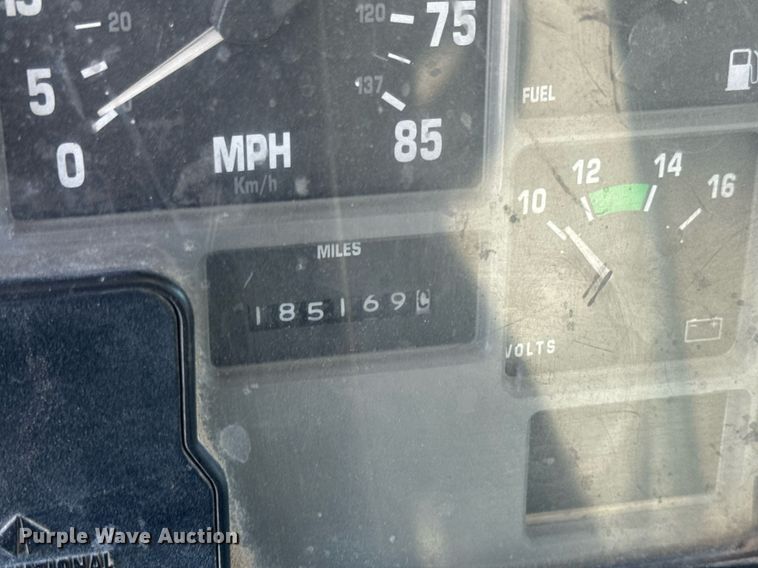 15
20
5
0
MPH
Km/h
120
75
137
85
FUEL
10
12
14
16
VOLTS
MILES
185169
Purple Wave Auction